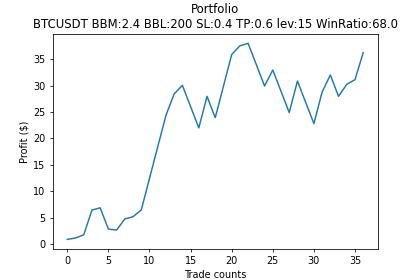 Portfolio
BTCUSDT BBM:2.4 BBL:200 SL:0.4 TP:0.6 lev:15 WinRatio:68.0
35
30
25
20
15
10
5
0
Profit ($)
0 5 10 15 20 25 30 35
Trade counts